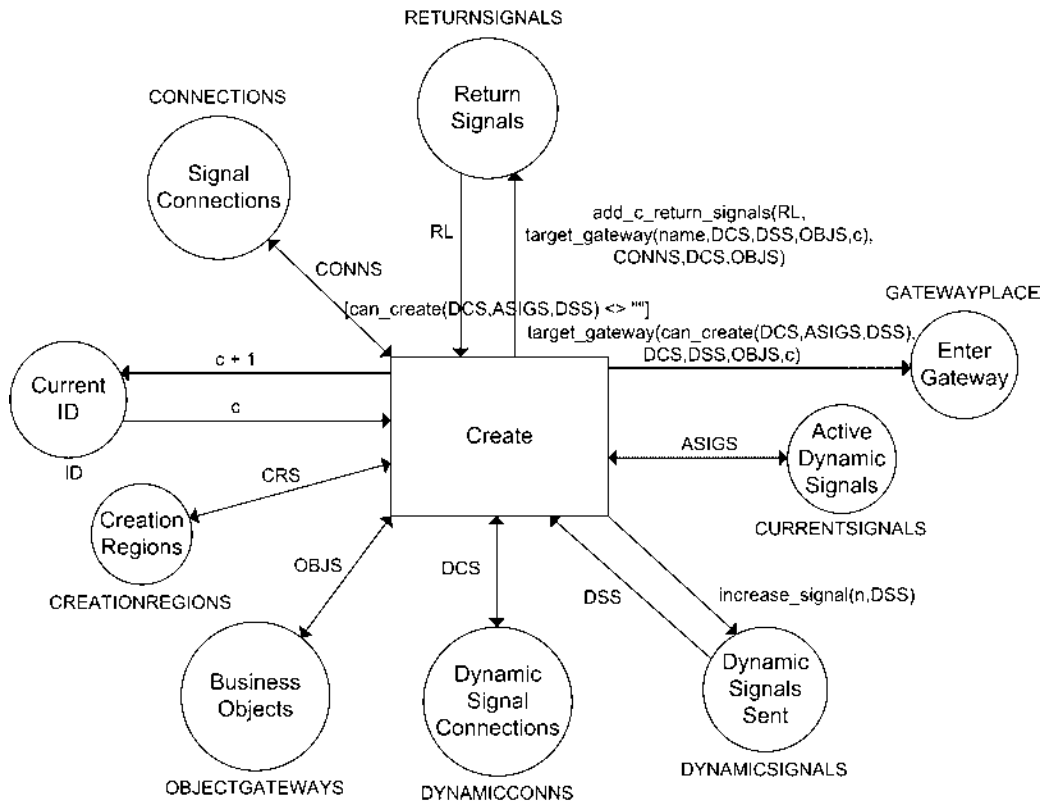 RETURNSIGNALS
Return
Signals
CONNECTIONS
Signal
Connections
RL
add_c_return_signals(RL,
target_gateway(name,DCS,DSS,OBJS,c),
CONNS,DCS,OBJS)
CONNS
[can_create(DCS,ASIGS,DSS) <> ""]
target_gateway(can_create(DCS,ASIGS,DSS),
DCS,DSS,OBJS,c)
GATEWAYPLACE
Enter
Gateway
c + 1
Current
ID
c
ID
Create
ASIGS
Active
Dynamic
Signals
CURRENTSIGNALS
CRS
Creation
Regions
CREATIONREGIONS
OBJS
DCS
DSS
increase_signal(n,DSS)
Business
Objects
OBJECTGATEWAYS
Dynamic
Signal
Connections
DYNAMICCONNS
Dynamic
Signals
Sent
DYNAMICSIGNALS